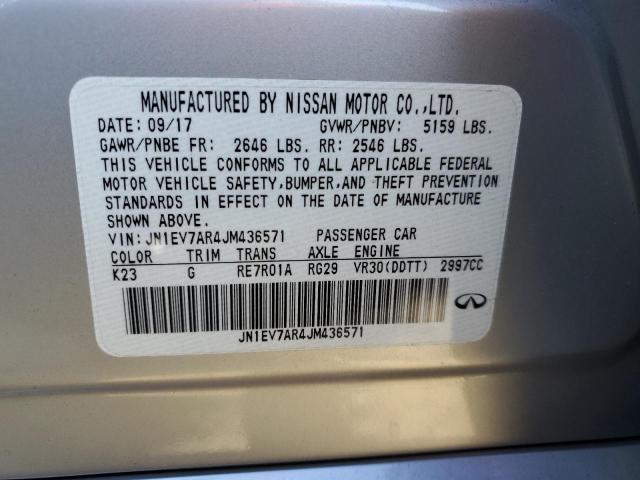 MANUFACTURED BY NISSAN MOTOR CO.,LTD.
DATE: 09/17 GVWR/PNBV: 5159 LBS.
GAWR/PNBE FR: 2646 LBS. RR: 2546 LBS.
THIS VEHICLE CONFORMS TO ALL APPLICABLE FEDERAL
MOTOR VEHICLE SAFETY,BUMPER,AND THEFT PREVENTION
STANDARDS IN EFFECT ON THE DATE OF MANUFACTURE
SHOWN ABOVE.
VIN:JN1EV7AR4JM436571 PASSENGER CAR
COLOR TRIM TRANS AXLE ENGINE
K23 G RE7R01A RG29 VR30(DDTT) 2997CC
JN1EV7AR4JM436571